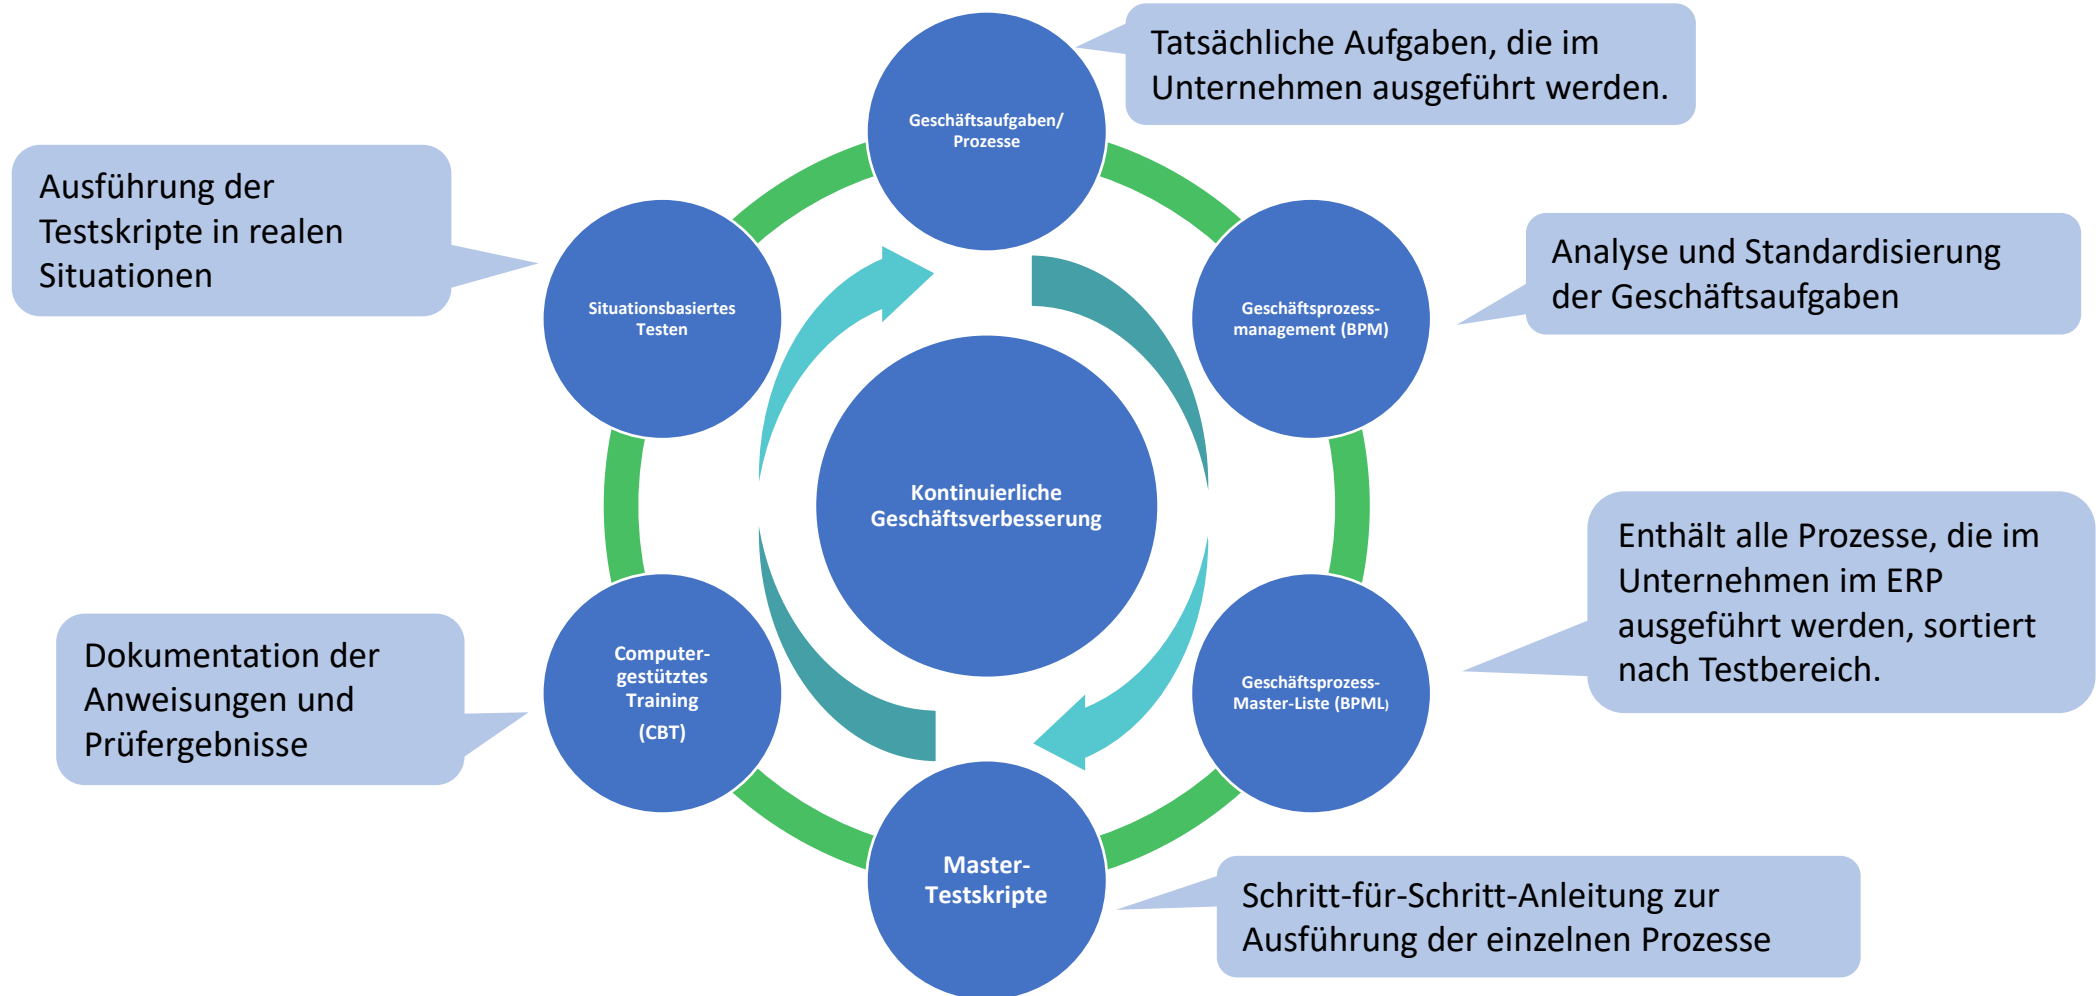 Geschäftsaufgaben/
Prozesse
Tatsächliche Aufgaben, die im
Unternehmen ausgeführt werden.
Geschäftsprozess-
management (BPM)
Analyse und Standardisierung
der Geschäftsaufgaben
Geschäftsprozess-
Master-Liste (BPML)
Enthält alle Prozesse, die im
Unternehmen im ERP
ausgeführt werden, sortiert
nach Testbereich.
Master-
Testskripte
Schritt-für-Schritt-Anleitung zur
Ausführung der einzelnen Prozesse
Computer-
gestütztes
Training
(CBT)
Dokumentation der
Anweisungen und
Prüfergebnisse
Situationsbasiertes
Testen
Ausführung der
Testskripte in realen
Situationen
Kontinuierliche
Geschäftsverbesserung